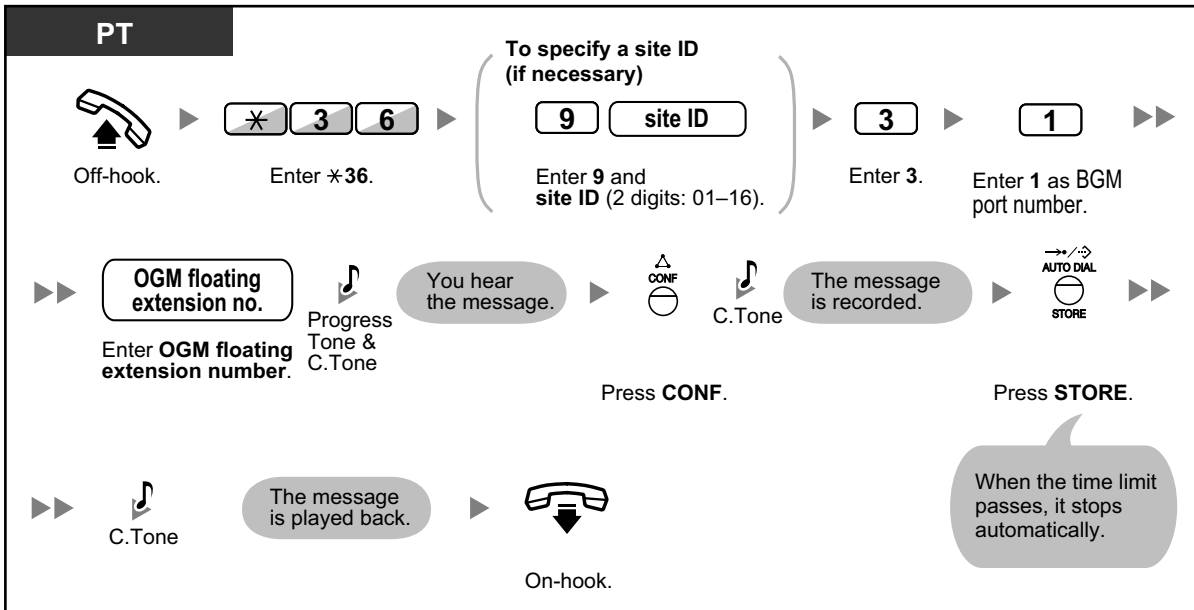 PT
To specify a site ID
(if necessary)
✳ 3 6
9 site ID
3
1
Off-hook.
Enter ✳36.
Enter 9 and
site ID (2 digits: 01–16).
Enter 3.
Enter 1 as BGM
port number.
OGM floating
extension no.
Enter OGM floating
extension number.
Progress
Tone &
C.Tone
You hear
the message.
CONF
Press CONF.
C.Tone
The message
is recorded.
AUTO DIAL
STORE
Press STORE.
When the time limit
passes, it stops
automatically.
C.Tone
The message
is played back.
On-hook.